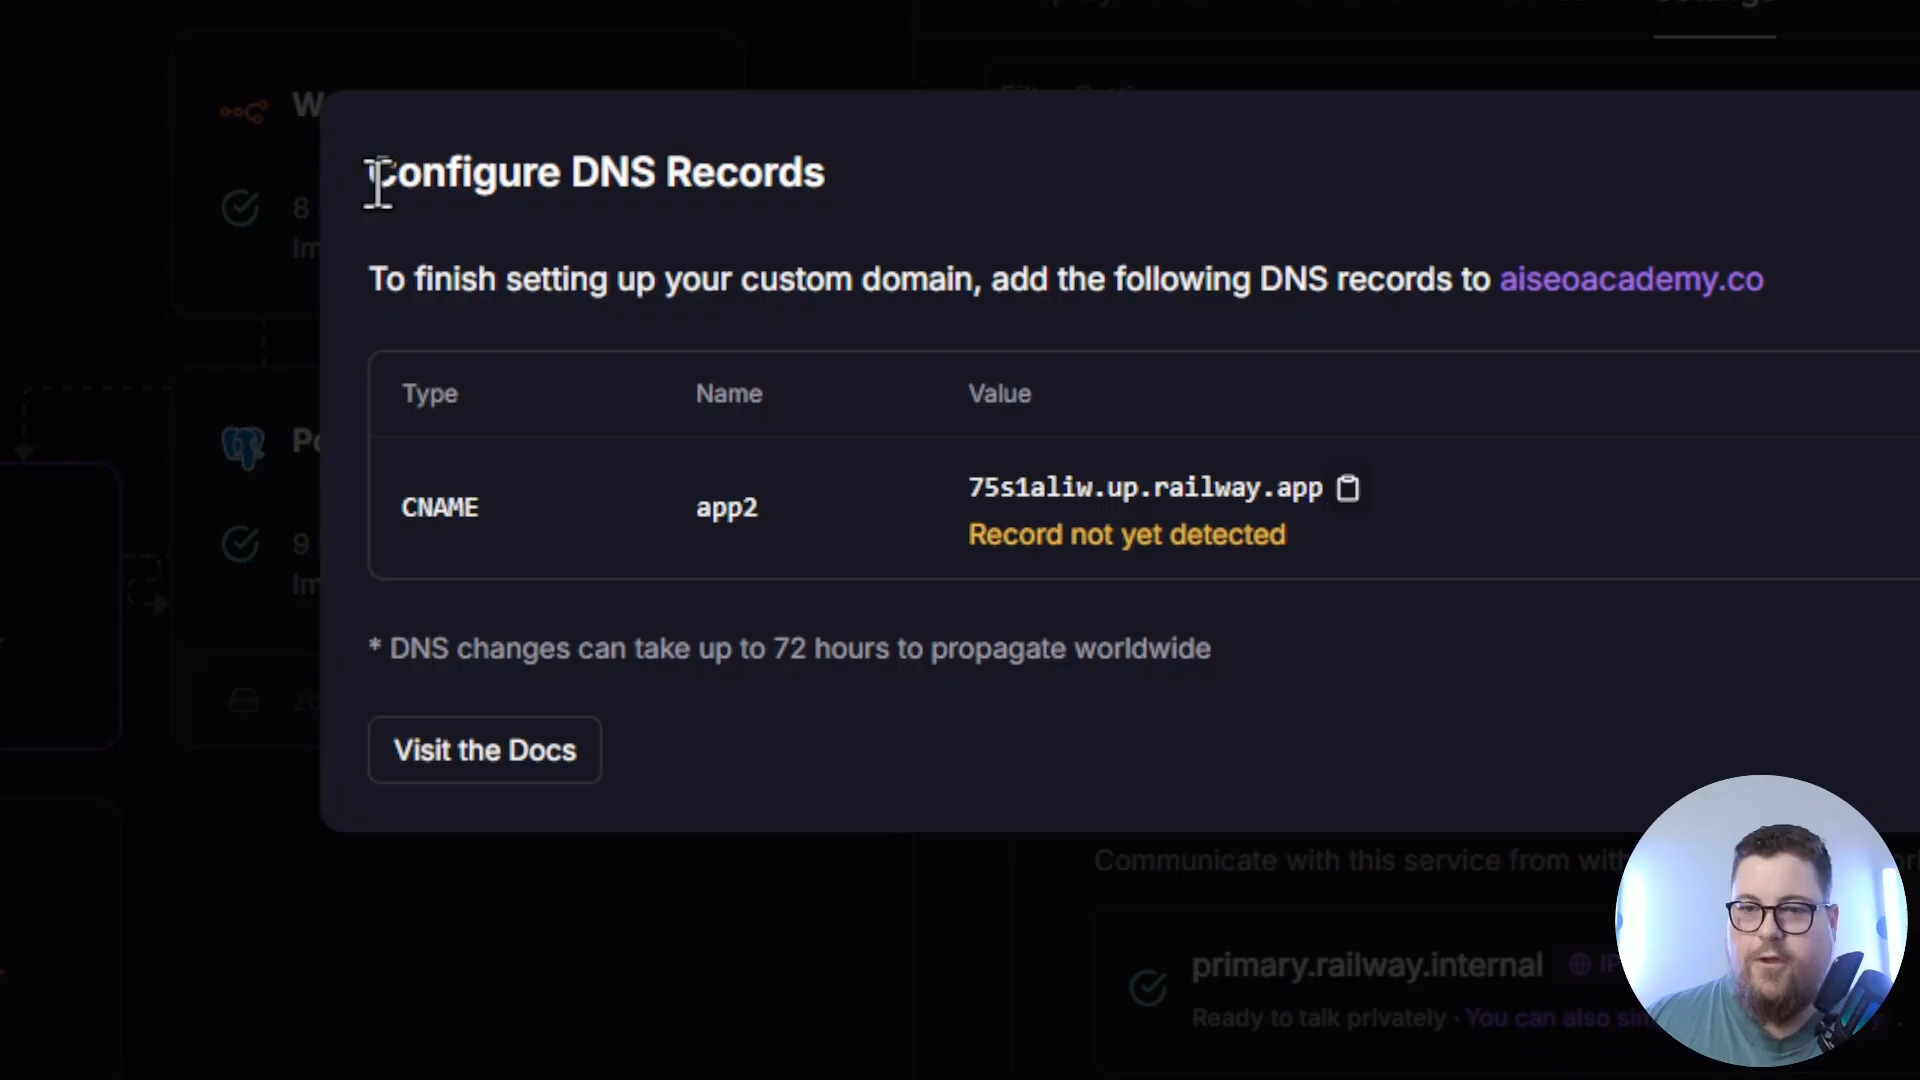 Configure DNS Records
To finish setting up your custom domain, add the following DNS records to aiseoacademy.co
Type Name Value
CNAME app2 75s1aliw.up.railway.app
Record not yet detected
* DNS changes can take up to 72 hours to propagate worldwide
Visit the Docs
Communicate with this service from
primary.railway.internal
Ready to talk privately · You can also